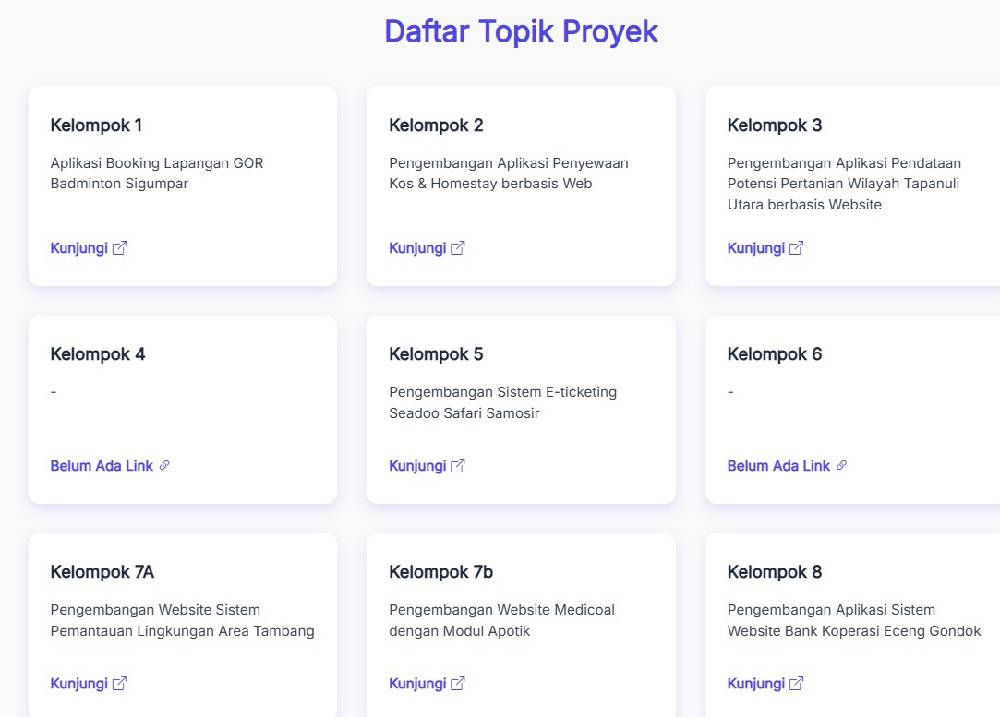 Daftar Topik Proyek
Kelompok 1
Aplikasi Booking Lapangan GOR
Badminton Sigumpar
Kunjungi
Kelompok 2
Pengembangan Aplikasi Penyewaan
Kos & Homestay berbasis Web
Kunjungi
Kelompok 3
Pengembangan Aplikasi Pendataan
Potensi Pertanian Wilayah Tapanuli
Utara berbasis Website
Kunjungi
Kelompok 4
-
Belum Ada Link
Kelompok 5
Pengembangan Sistem E-ticketing
Seadoo Safari Samosir
Kunjungi
Kelompok 6
-
Belum Ada Link
Kelompok 7A
Pengembangan Website Sistem
Pemantauan Lingkungan Area Tambang
Kunjungi
Kelompok 7b
Pengembangan Website Medicoal
dengan Modul Apotik
Kunjungi
Kelompok 8
Pengembangan Aplikasi Sistem
Website Bank Koperasi Eceng Gondok
Kunjungi